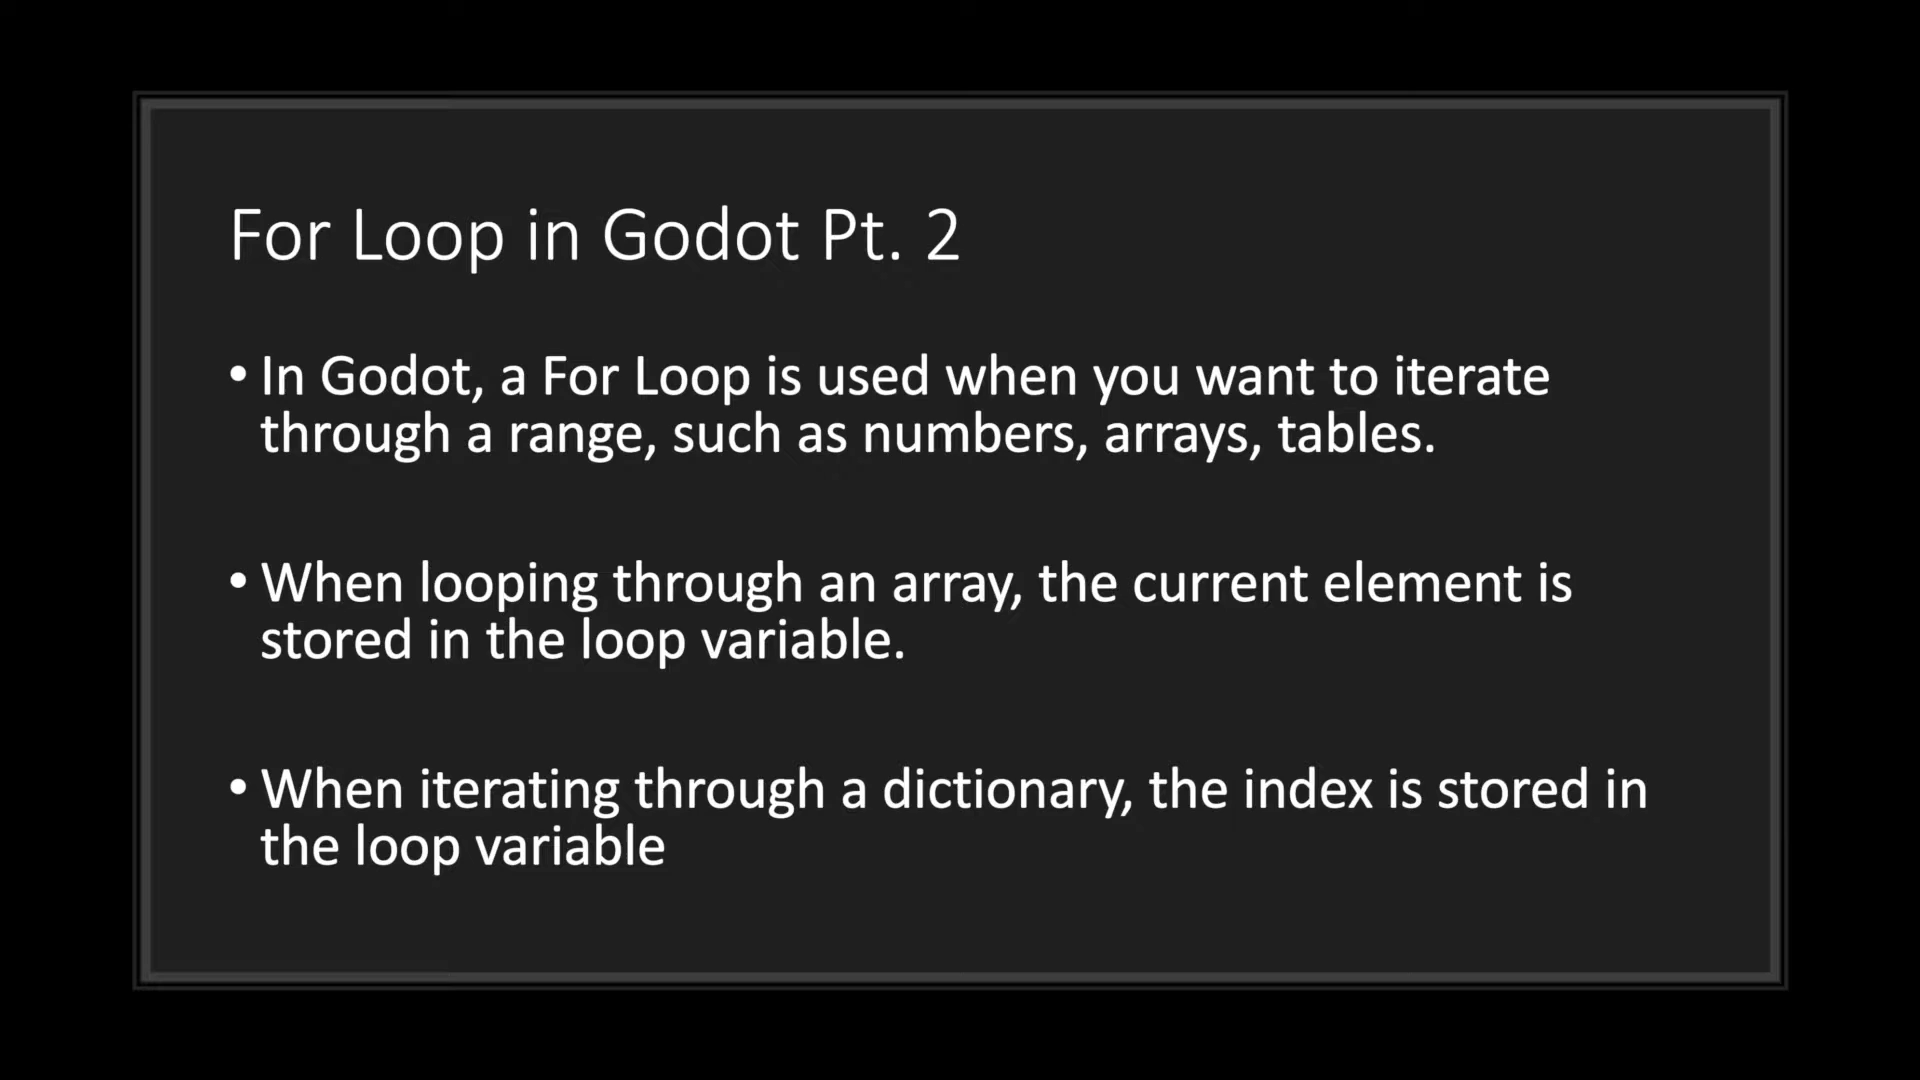 For Loop in Godot Pt. 2
• In Godot, a For Loop is used when you want to iterate
through a range, such as numbers, arrays, tables.
• When looping through an array, the current element is
stored in the loop variable.
• When iterating through a dictionary, the index is stored in
the loop variable